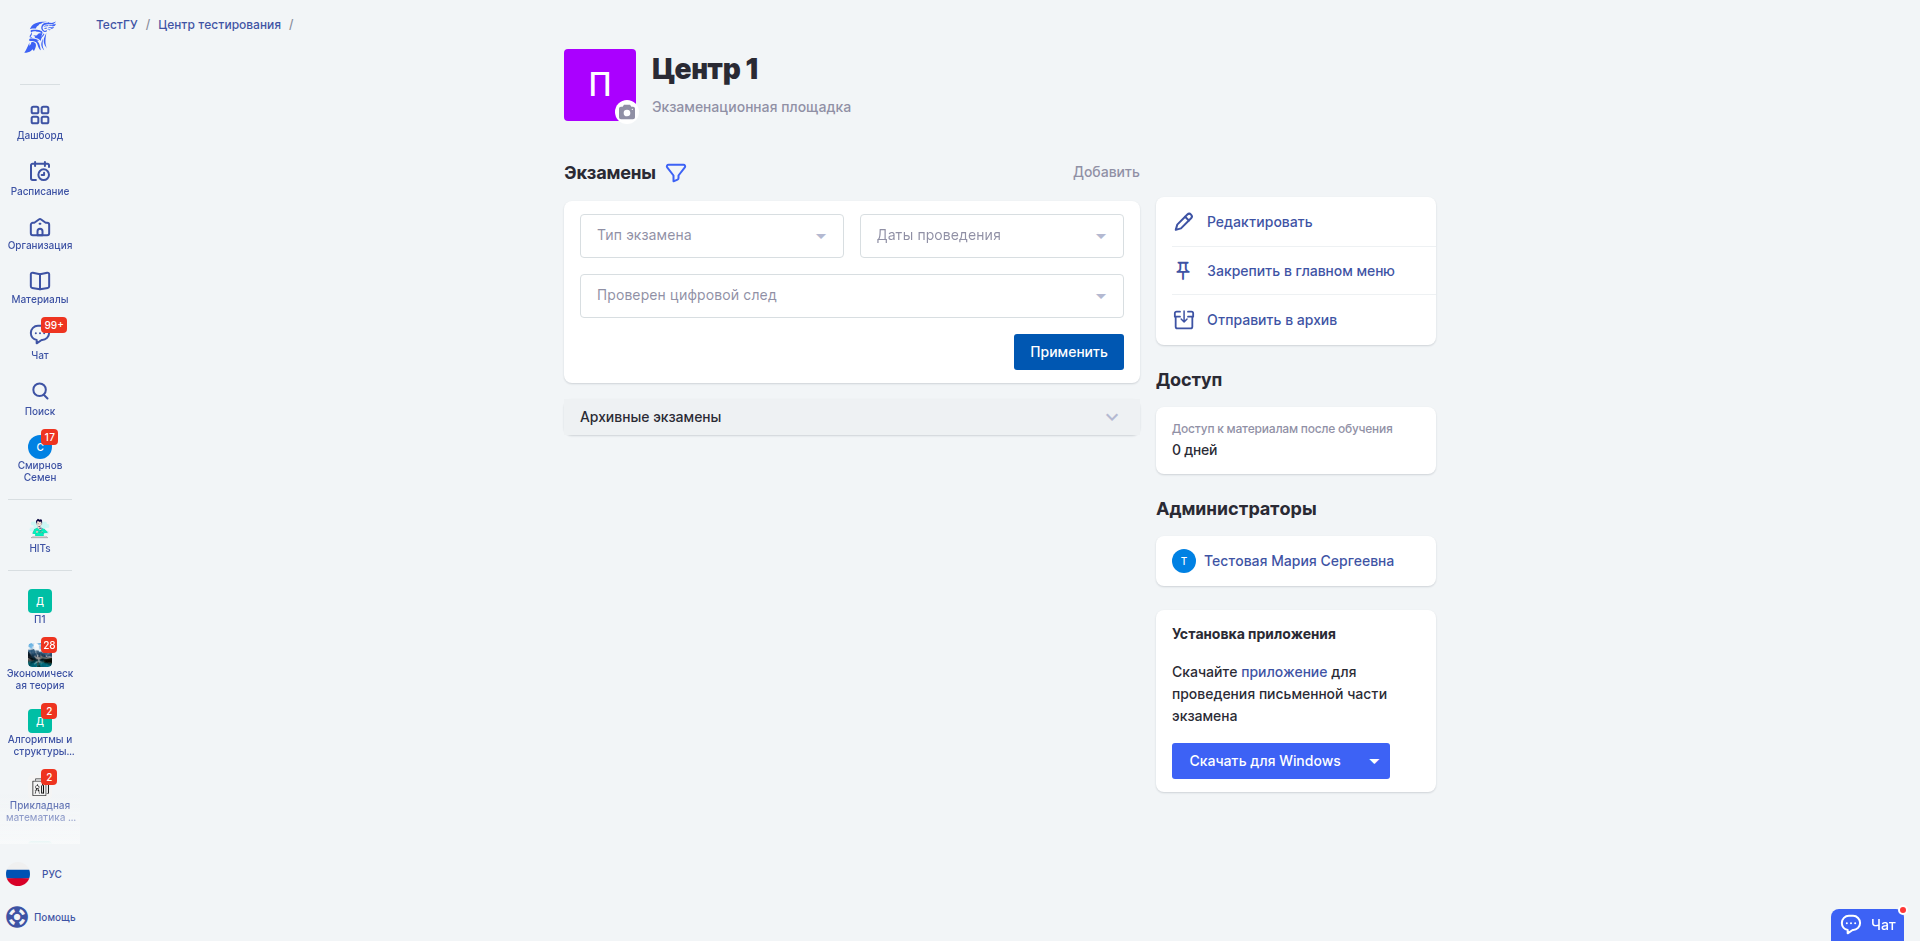 ТестГУ / Центр тестирования /
П
Центр 1
Экзаменационная площадка
Дашборд
Расписание
Организация
Материалы
99+
Чат
Поиск
17
С
Смирнов
Семен
HITs
Д
П1
28
Экономическ
ая теория
2
Д
Алгоритмы и
структуры...
2
Прикладная
математика ...
РУС
Помощь
Экзамены
Добавить
Тип экзамена
Даты проведения
Проверен цифровой след
Применить
Архивные экзамены
Редактировать
Закрепить в главном меню
Отправить в архив
Доступ
Доступ к материалам после обучения
0 дней
Администраторы
Т Тестовая Мария Сергеевна
Установка приложения
Скачайте приложение для
проведения письменной части
экзамена
Скачать для Windows
Чат